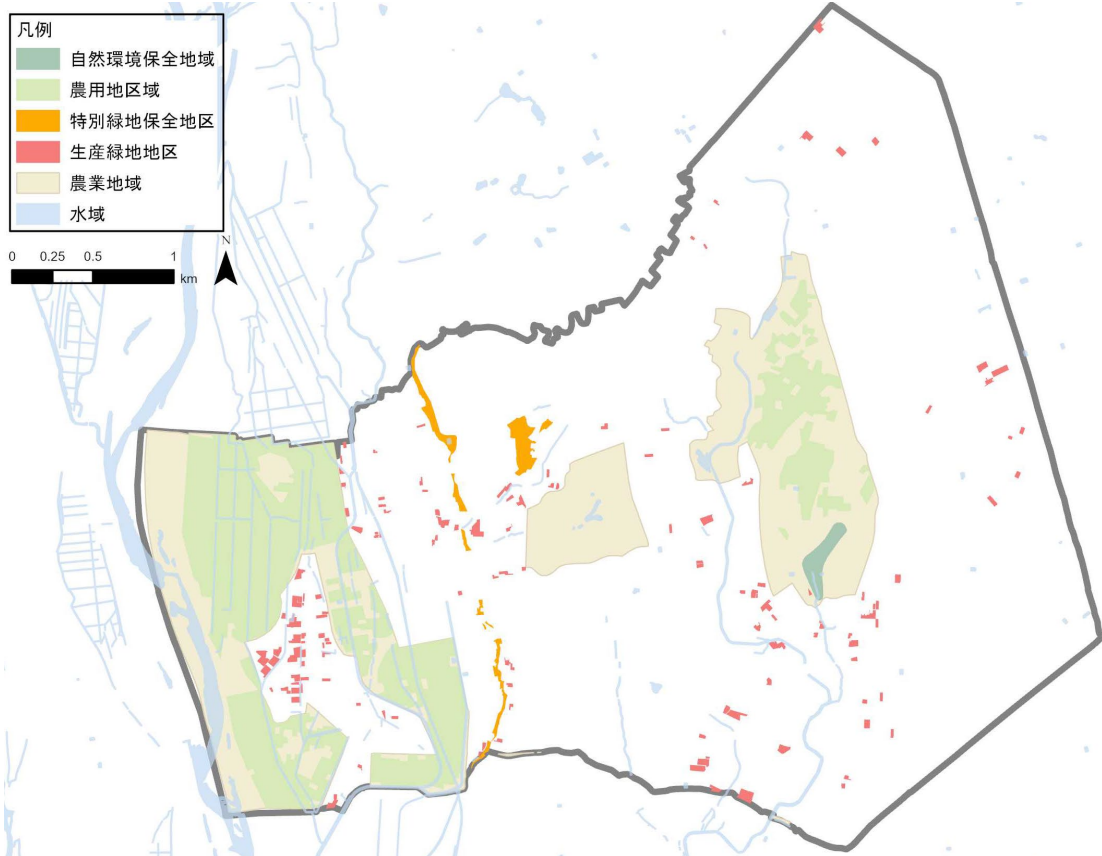 凡例
自然環境保全地域
農用地区域
特別緑地保全地区
生産緑地地区
農業地域
水域
N
0 0.25 0.5 1
km